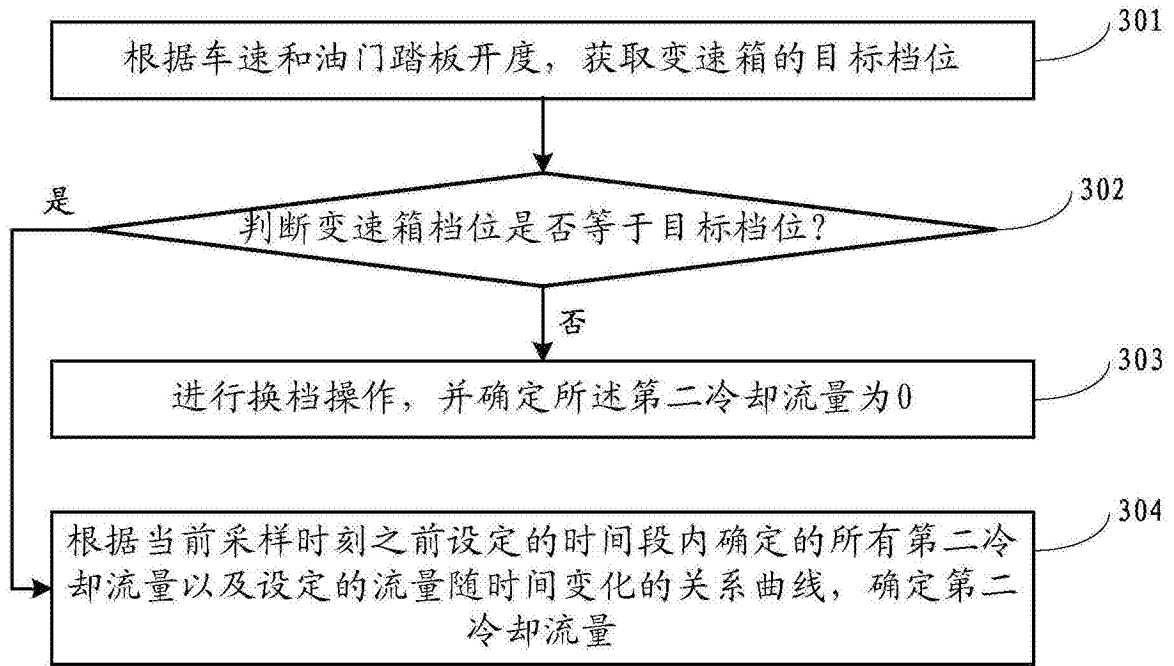 301
根据车速和油门踏板开度，获取变速箱的目标档位
302
是
判断变速箱档位是否等于目标档位？
否
303
进行换档操作，并确定所述第二冷却流量为0
304
根据当前采样时刻之前设定的时间段内确定的所有第二冷
却流量以及设定的流量随时间变化的关系曲线，确定第二
冷却流量